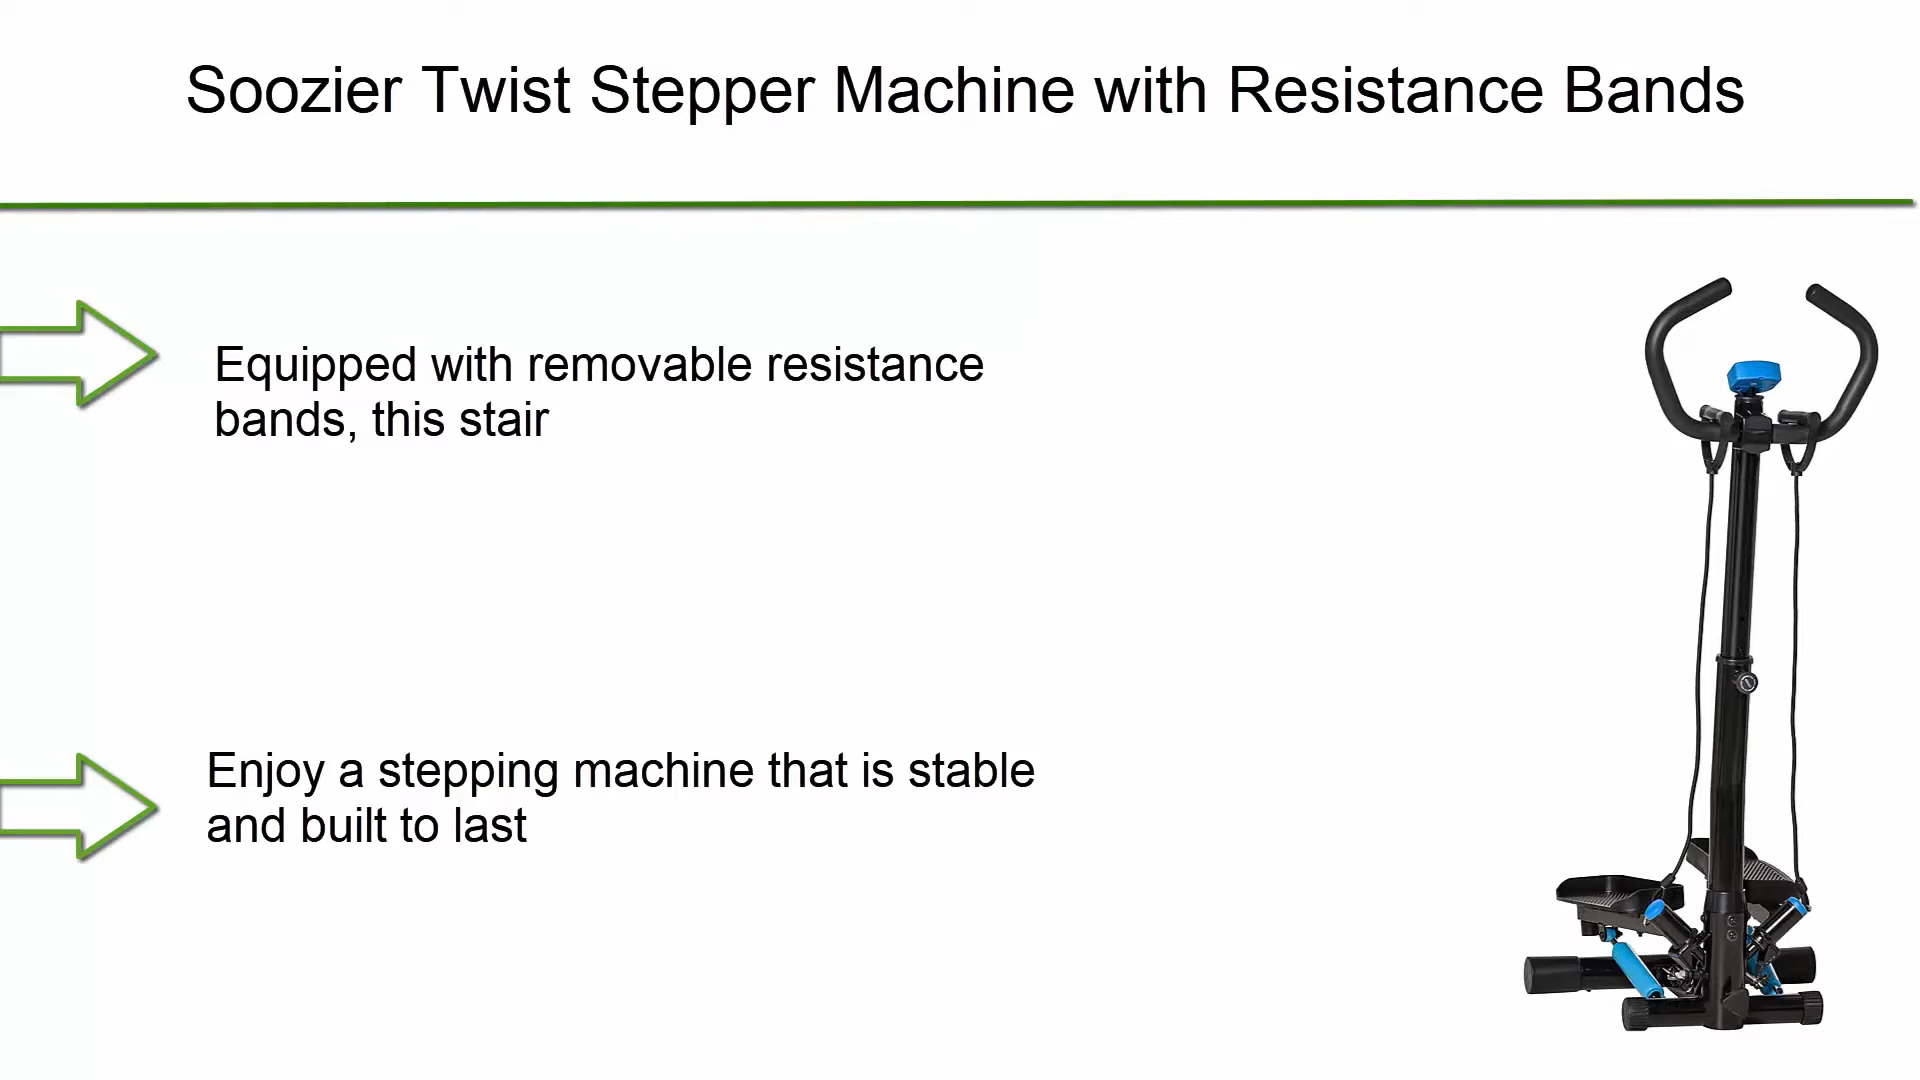 Soozier Twist Stepper Machine with Resistance Bands
Equipped with removable resistance
bands, this stair
Enjoy a stepping machine that is stable
and built to last